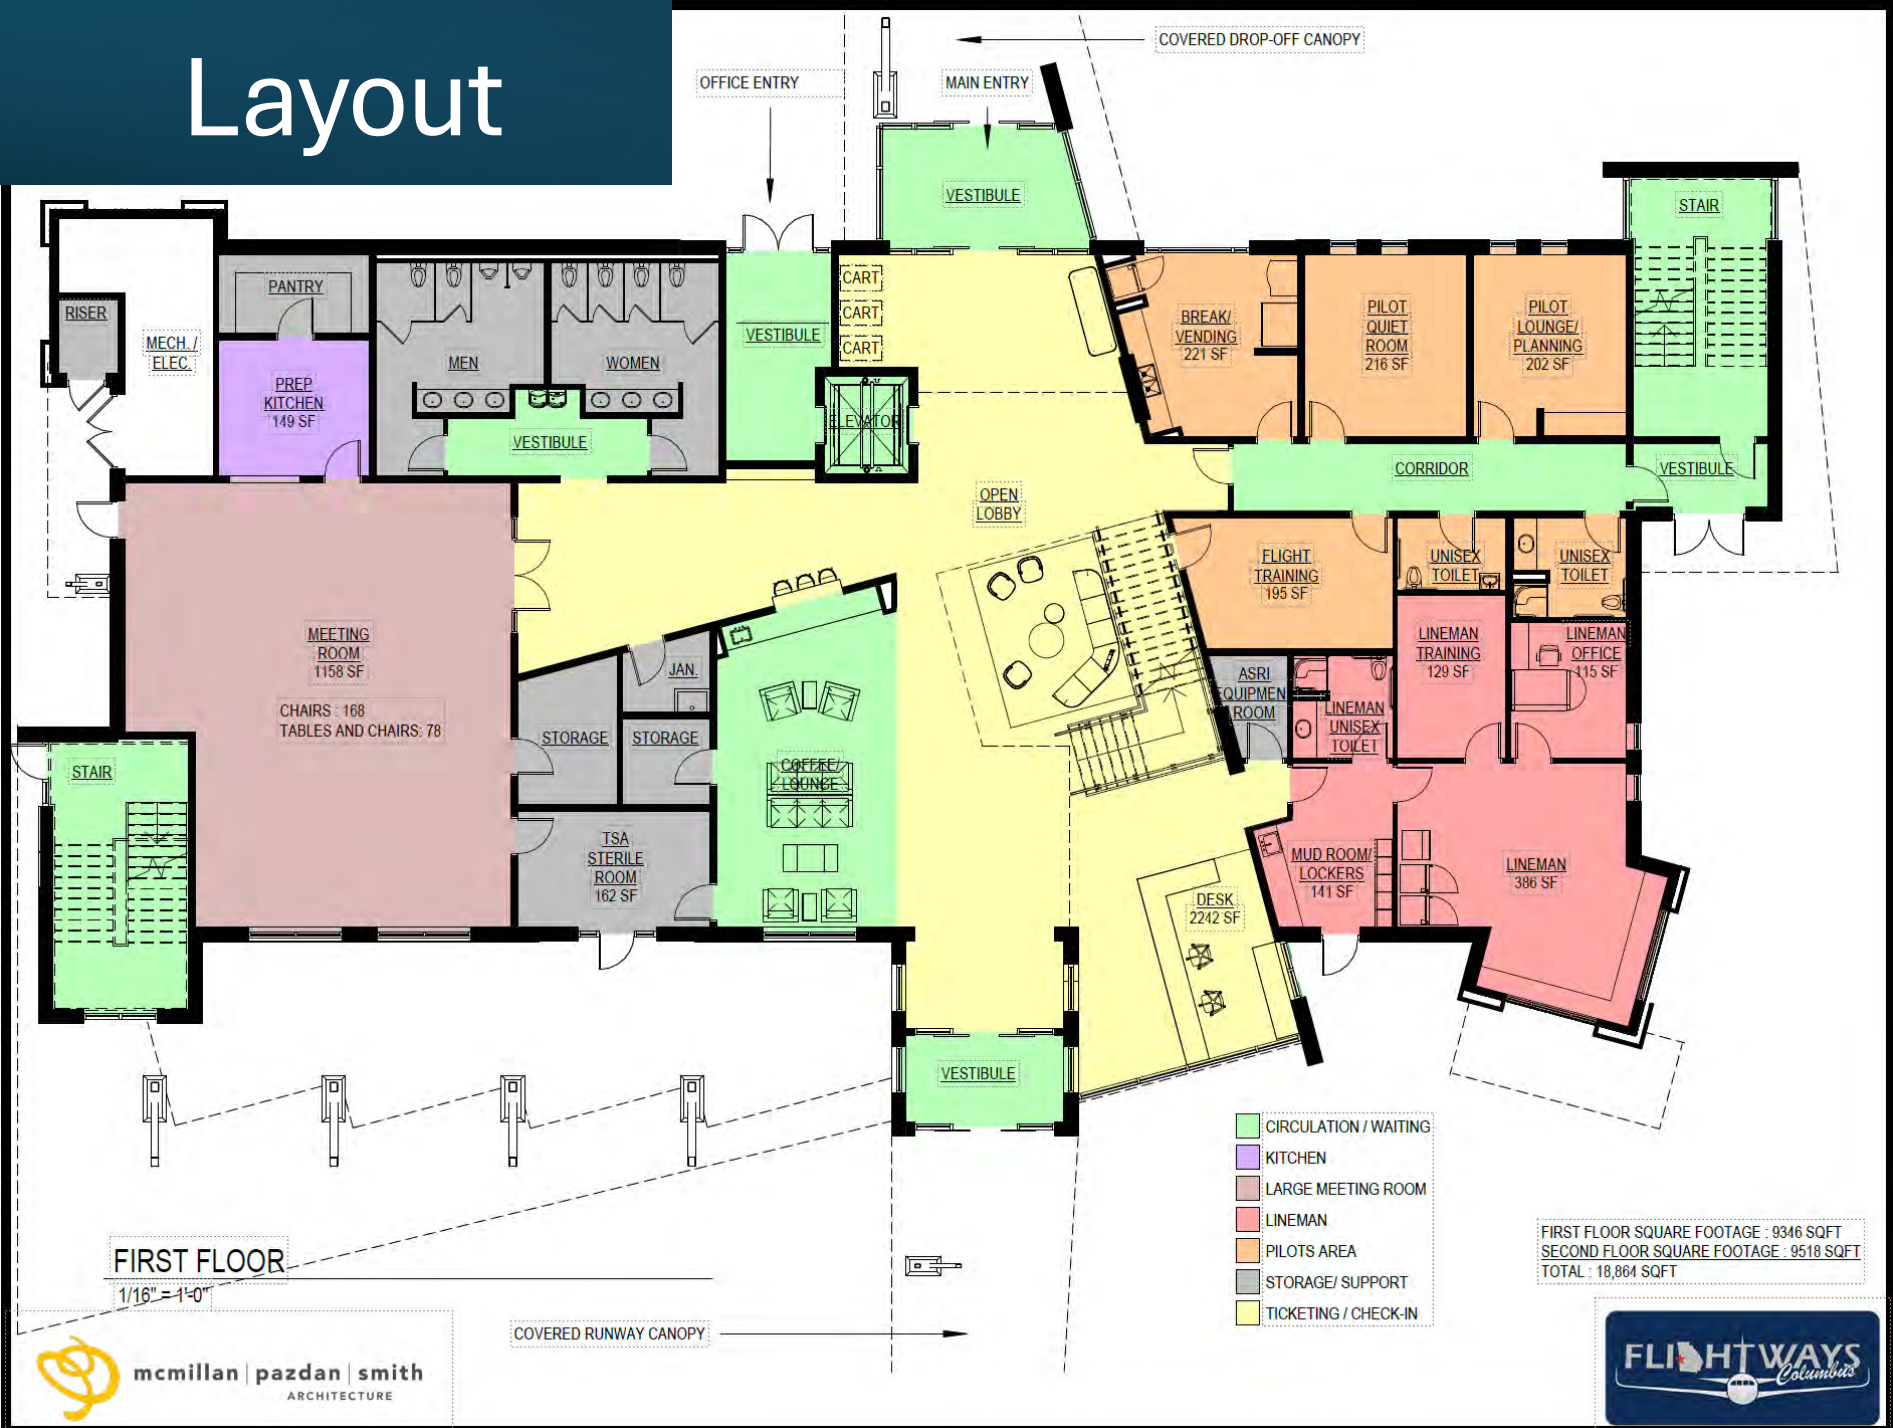 Layout
COVERED DROP-OFF CANOPY
OFFICE ENTRY
MAIN ENTRY
VESTIBULE
STAIR
PANTRY
RISER
MECH. /
ELEC.
MEN
WOMEN
VESTIBULE
CART
CART
CART
BREAK/
VENDING
221 SF
PILOT
QUIET
ROOM
216 SF
PILOT
LOUNGE/
PLANNING
202 SF
PREP
KITCHEN
149 SF
VESTIBULE
ELEVATOR
CORRIDOR
VESTIBULE
OPEN
LOBBY
FLIGHT
TRAINING
195 SF
UNISEX
TOILET
UNISEX
TOILET
MEETING
ROOM
1158 SF
CHAIRS : 168
TABLES AND CHAIRS: 78
JAN.
STORAGE
STORAGE
ASRI
EQUIPMEN
ROOM
LINEMAN
UNISEX
TOILET
LINEMAN
TRAINING
129 SF
LINEMAN
OFFICE
115 SF
STAIR
COFFEE/
LOUNGE
TSA
STERILE
ROOM
162 SF
DESK
2242 SF
MUD ROOM/
LOCKERS
141 SF
LINEMAN
386 SF
VESTIBULE
CIRCULATION / WAITING
KITCHEN
LARGE MEETING ROOM
LINEMAN
PILOTS AREA
STORAGE/ SUPPORT
TICKETING / CHECK-IN
FIRST FLOOR SQUARE FOOTAGE : 9346 SQFT
SECOND FLOOR SQUARE FOOTAGE : 9518 SQFT
TOTAL : 18,864 SQFT
FIRST FLOOR
1/16" = 1'-0"
COVERED RUNWAY CANOPY
mcmillan | pazdan | smith
ARCHITECTURE
FLIGHTWAYS
Columbus